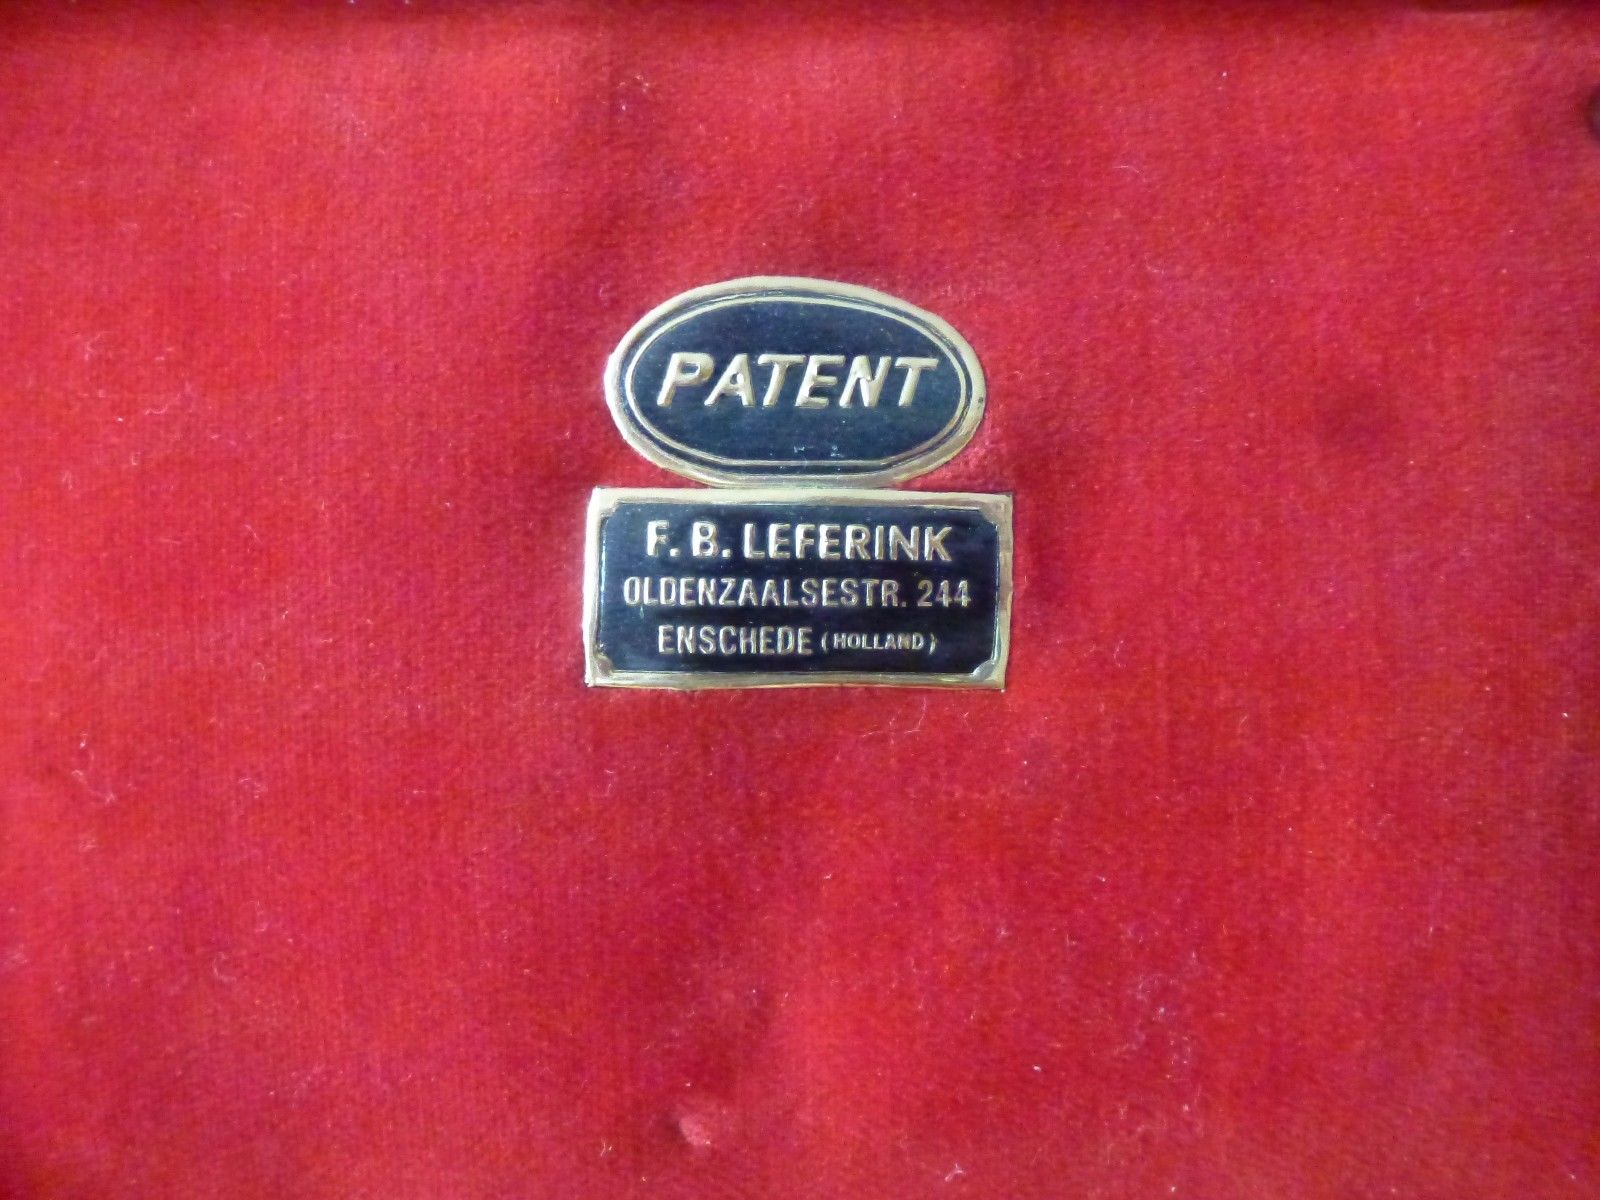 PATENT
F. B. LEFERINK
OLDENZAALSESTR. 244
ENSCHEDE (HOLLAND)